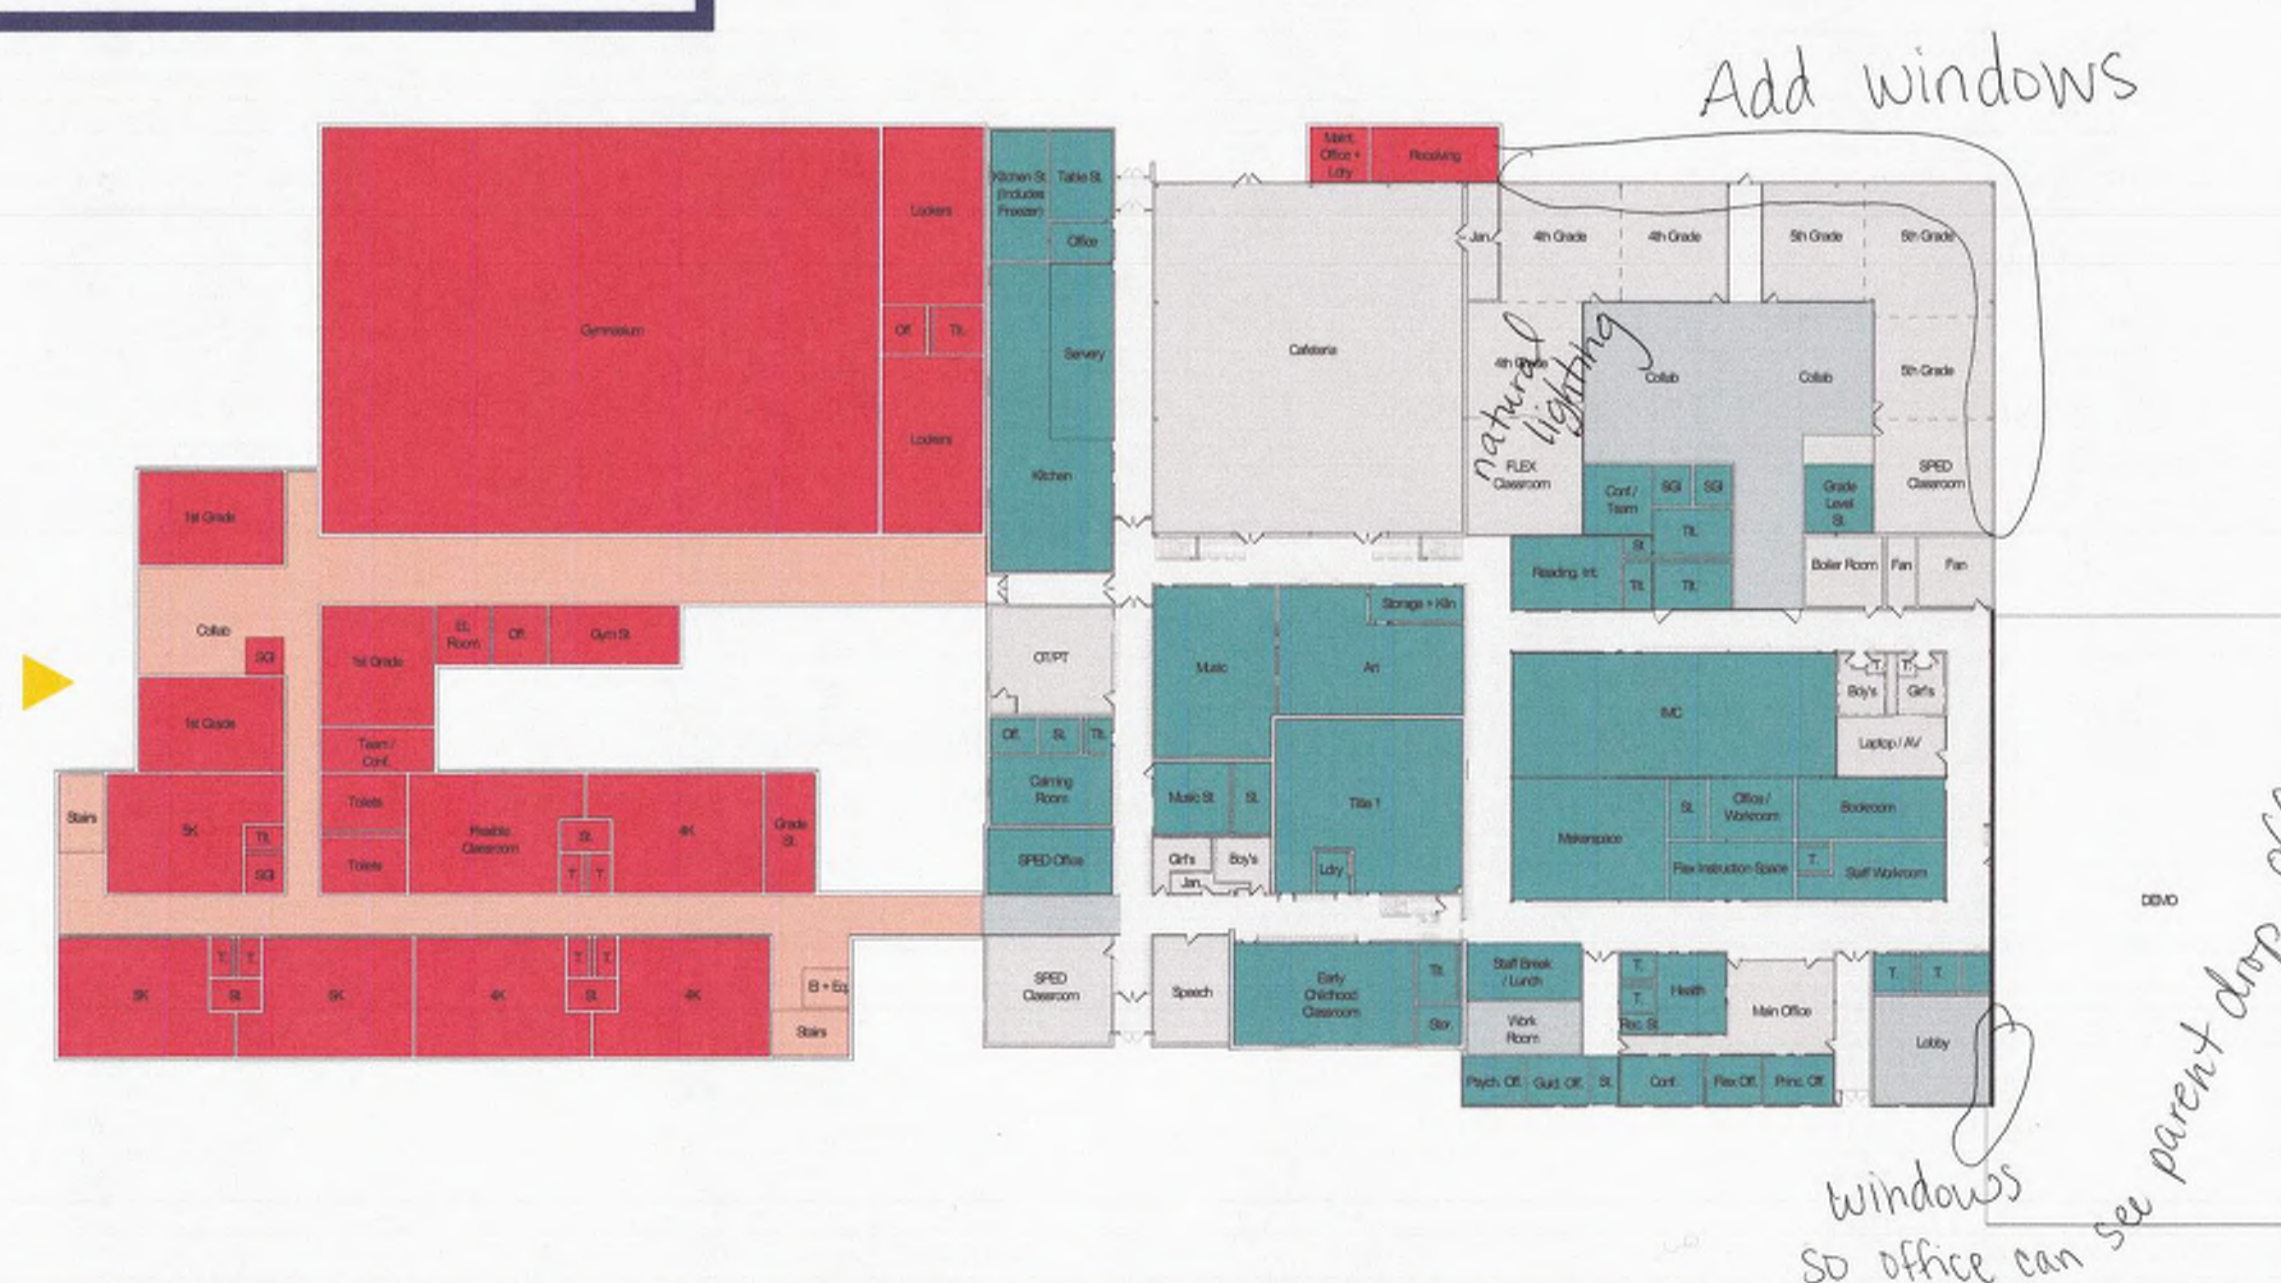 Add windows
Maint.
Office +
Ldry
Receiving
Kitchen St.
(Includes
Freezer)
Table St.
Office
Lockers
Gymnasium
Off.
Tlt.
Lockers
Servery
Kitchen
Cafeteria
Jan.
4th Grade
4th Grade
5th Grade
5th Grade
4th Grade
natural
lighting
Collab
Collab
5th Grade
FLEX
Classroom
Conf./
Team
SGI
SGI
Tlt.
Grade
Level
St.
SPED
Classroom
1st Grade
Reading. Int.
St.
Tlt.
Tlt.
Boiler Room
Fan
Fan
Collab
SGI
1st Grade
El.
Room
Off.
Gym St.
OT/PT
Music
Storage + Kiln
Art
IMC
T.
T.
Boy's
Girl's
Laptop / AV
1st Grade
Team /
Conf.
Off.
St.
Tlt.
Calming
Room
Music St.
St.
Title 1
Stairs
5K
Tlt.
SGI
Toilets
Toilets
Flexible
Classroom
St.
T.
T.
4K
Grade
St.
SPED Office
Girl's
Boy's
Jan.
Ldry
Makerspace
St.
Office /
Workroom
Bookroom
Flex Instruction Space
T.
Staff Workroom
DEMO
5K
T.
T.
St.
5K
4K
T.
T.
St.
4K
El + Eq
Stairs
SPED
Classroom
Speech
Early
Childhood
Classroom
Tlt.
Stor.
Staff Break
/ Lunch
Work
Room
T.
T.
Rec. St.
Health
Main Office
T.
T.
Lobby
Psych. Off.
Guid. Off.
St.
Conf.
Flex Off.
Princ. Off.
windows
so office can
see parent drop